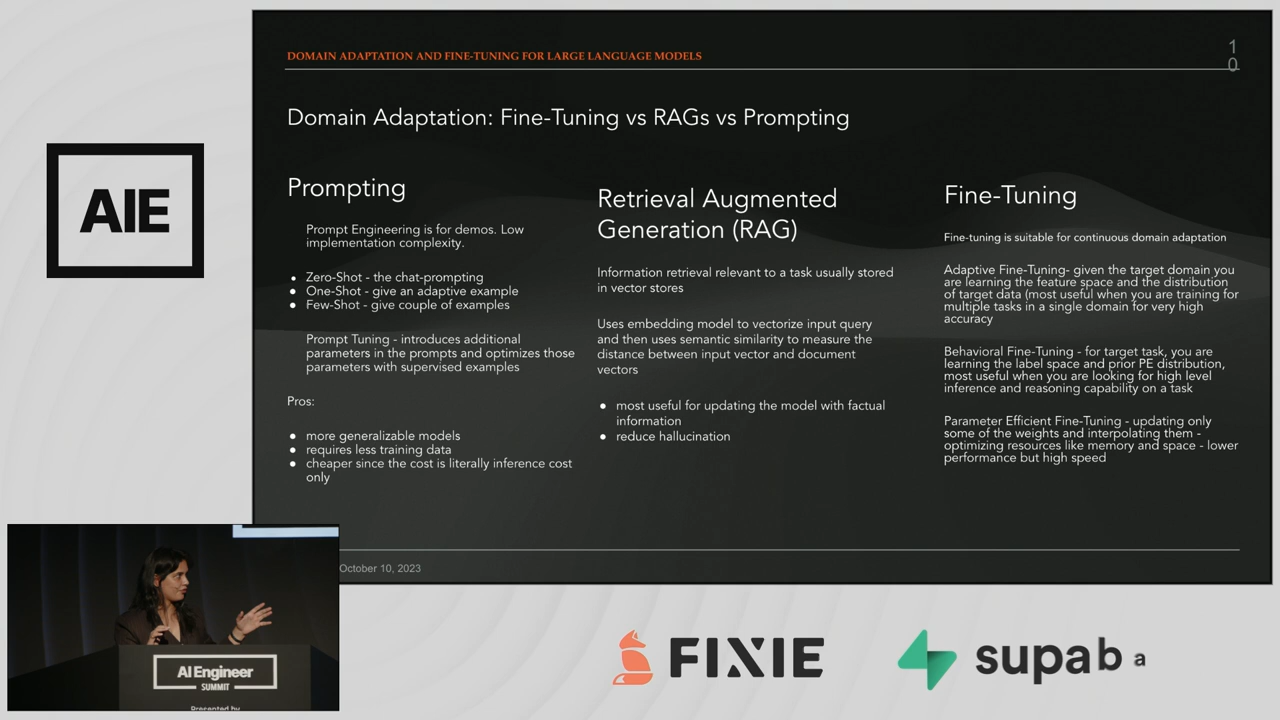 DOMAIN ADAPTATION AND FINE-TUNING FOR LARGE LANGUAGE MODELS
1
0
Domain Adaptation: Fine-Tuning vs RAGs vs Prompting
Prompting
Prompt Engineering is for demos. Low
implementation complexity.
● Zero-Shot - the chat-prompting
● One-Shot - give an adaptive example
● Few-Shot - give couple of examples
Prompt Tuning - introduces additional
parameters in the prompts and optimizes those
parameters with supervised examples
Pros:
● more generalizable models
● requires less training data
● cheaper since the cost is literally inference cost
only
Retrieval Augmented
Generation (RAG)
Information retrieval relevant to a task usually stored
in vector stores
Uses embedding model to vectorize input query
and then uses semantic similarity to measure the
distance between input vector and document
vectors
● most useful for updating the model with factual
information
● reduce hallucination
Fine-Tuning
Fine-tuning is suitable for continuous domain adaptation
Adaptive Fine-Tuning- given the target domain you
are learning the feature space and the distribution
of target data (most useful when you are training for
multiple tasks in a single domain for very high
accuracy
Behavioral Fine-Tuning - for target task, you are
learning the label space and prior PE distribution,
most useful when you are looking for high level
inference and reasoning capability on a task
Parameter Efficient Fine-Tuning - updating only
some of the weights and interpolating them -
optimizing resources like memory and space - lower
performance but high speed
October 10, 2023
AIE
AI Engineer
SUMMIT
Presented by
FIXIE
supaba